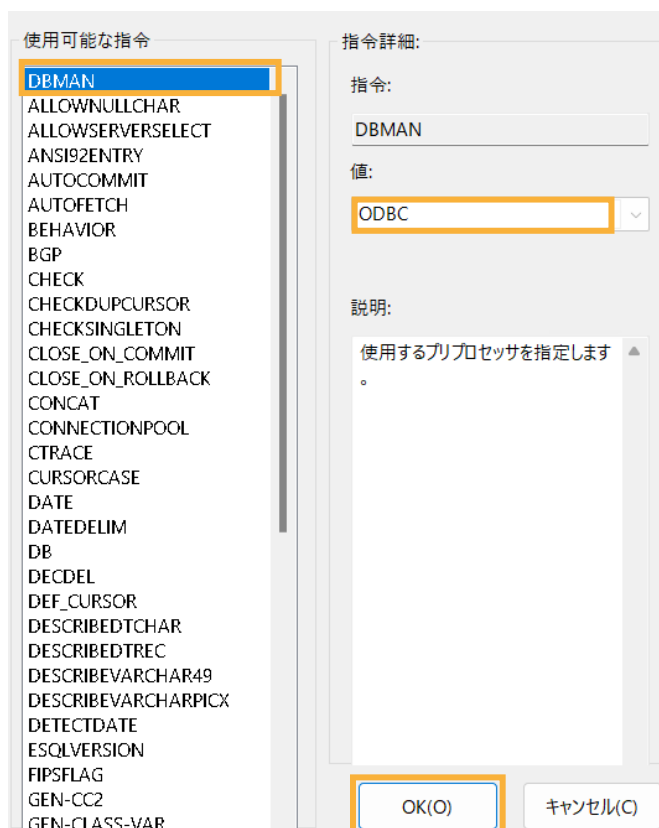 使用可能な指令
DBMAN
ALLOWNULLCHAR
ALLOWSERVERSELECT
ANSI92ENTRY
AUTOCOMMIT
AUTOFETCH
BEHAVIOR
BGP
CHECK
CHECKDUPCURSOR
CHECKSINGLETON
CLOSE_ON_COMMIT
CLOSE_ON_ROLLBACK
CONCAT
CONNECTIONPOOL
CTRACE
CURSORCASE
DATE
DATEDELIM
DB
DECDEL
DEF_CURSOR
DESCRIBEDTCHAR
DESCRIBEDTREC
DESCRIBEVARCHAR49
DESCRIBEVARCHARPICX
DETECTDATE
ESQLVERSION
FIPSFLAG
GEN-CC2
GEN-CLASS-VAR
指令詳細:
指令:
DBMAN
値:
ODBC
説明:
使用するプリプロセッサを指定します
。
OK(O)
キャンセル(C)